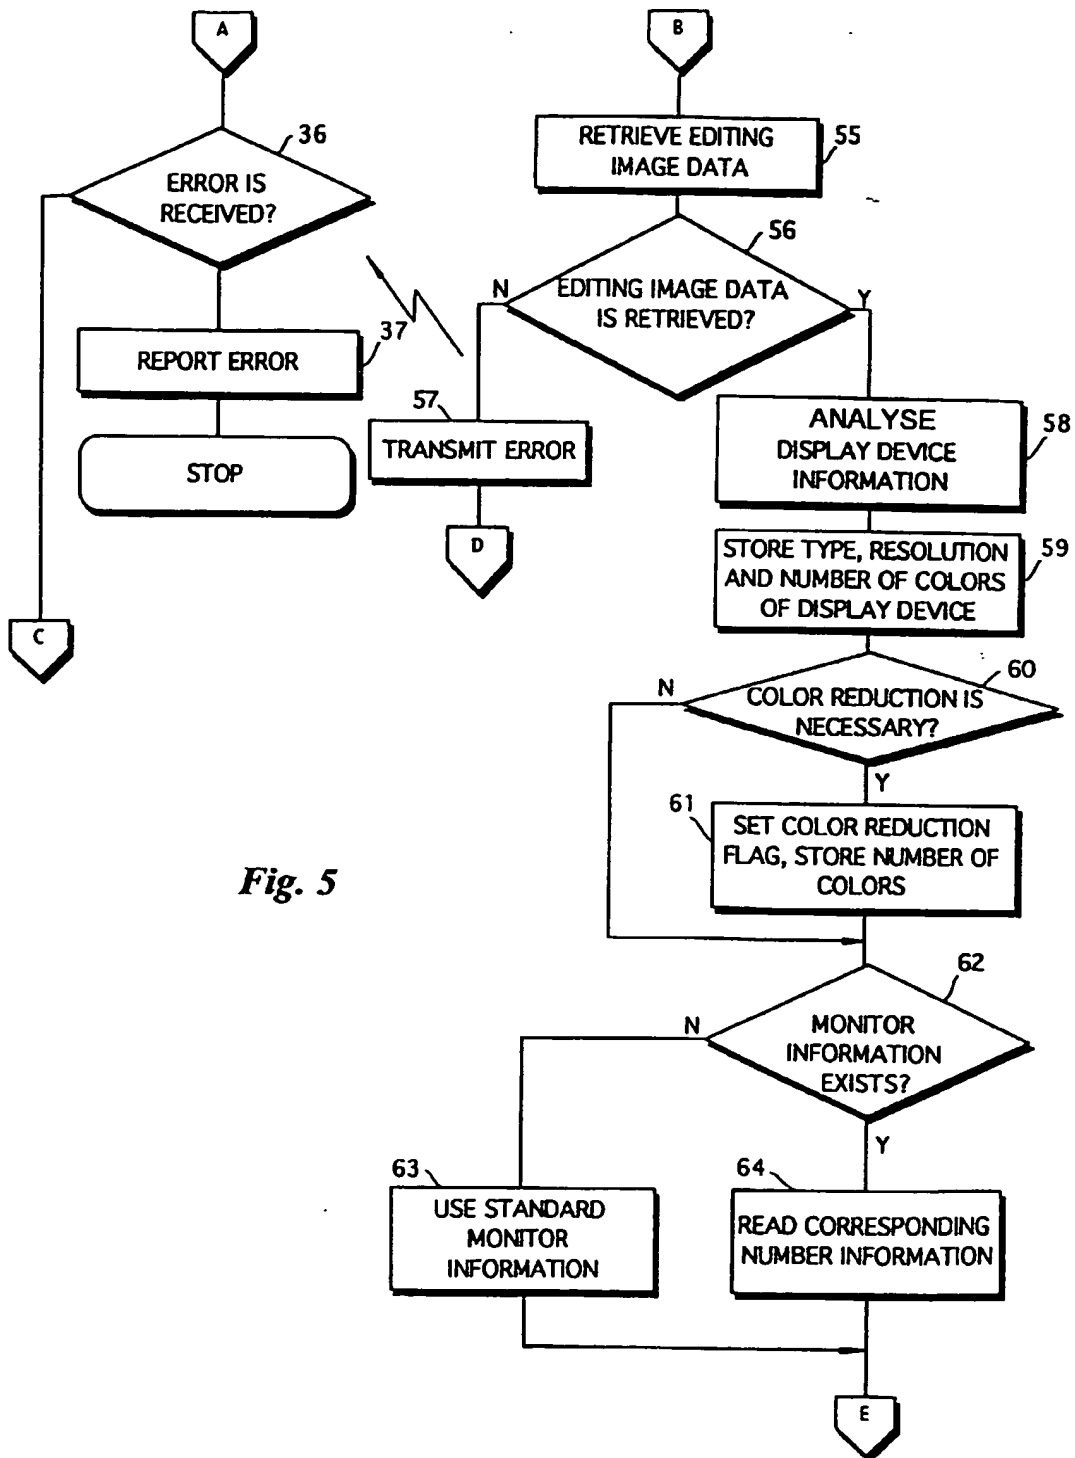 A
36
ERROR IS
RECEIVED?
37
REPORT ERROR
STOP
C
B
RETRIEVE EDITING
IMAGE DATA
55
56
N
EDITING IMAGE DATA
IS RETRIEVED?
Y
57
TRANSMIT ERROR
D
ANALYSE
DISPLAY DEVICE
INFORMATION
58
STORE TYPE, RESOLUTION
AND NUMBER OF COLORS
OF DISPLAY DEVICE
59
60
N
COLOR REDUCTION IS
NECESSARY?
Y
61
SET COLOR REDUCTION
FLAG, STORE NUMBER OF
COLORS
Fig. 5
62
N
MONITOR
INFORMATION
EXISTS?
Y
63
USE STANDARD
MONITOR
INFORMATION
64
READ CORRESPONDING
NUMBER INFORMATION
E